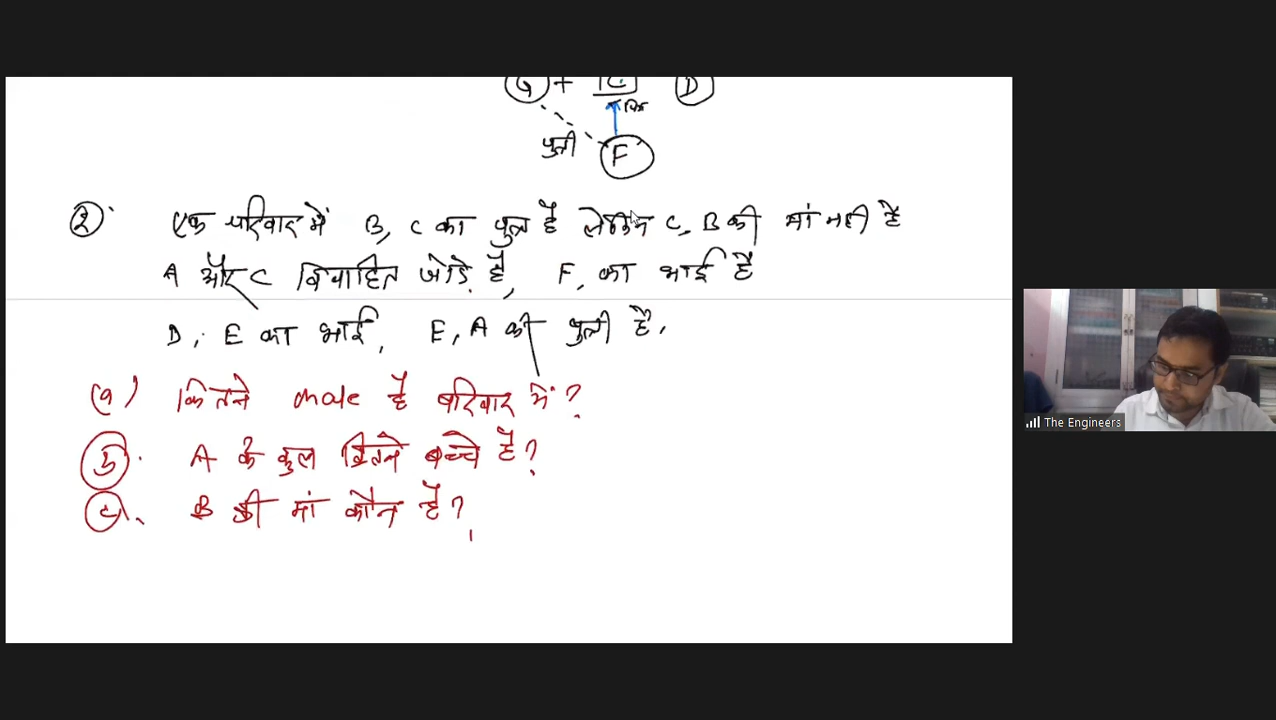 G + C D
पुत्री F
② एक परिवार में B, C का पुत्र है लेकिन C, B की मां नही है
A और C विवाहित जोड़े है, F, का भाई है
D, E का भाई, E, A की पुत्री है,
(a) कितने male है परिवार में?
b. A के कुल कितने बच्चे है?
c. B की मां कौन है?
The Engineers